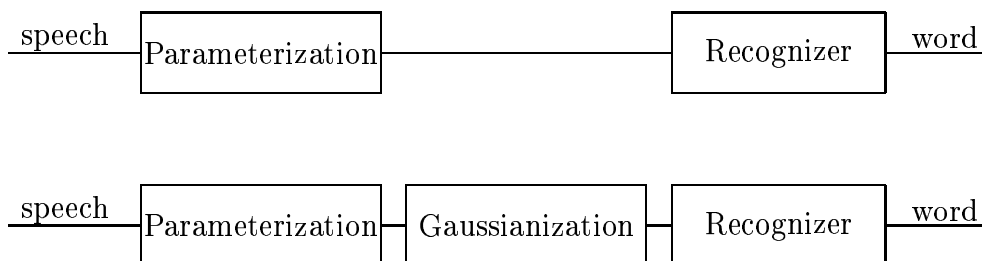 speech Parameterization Recognizer word
speech Parameterization Gaussianization Recognizer word